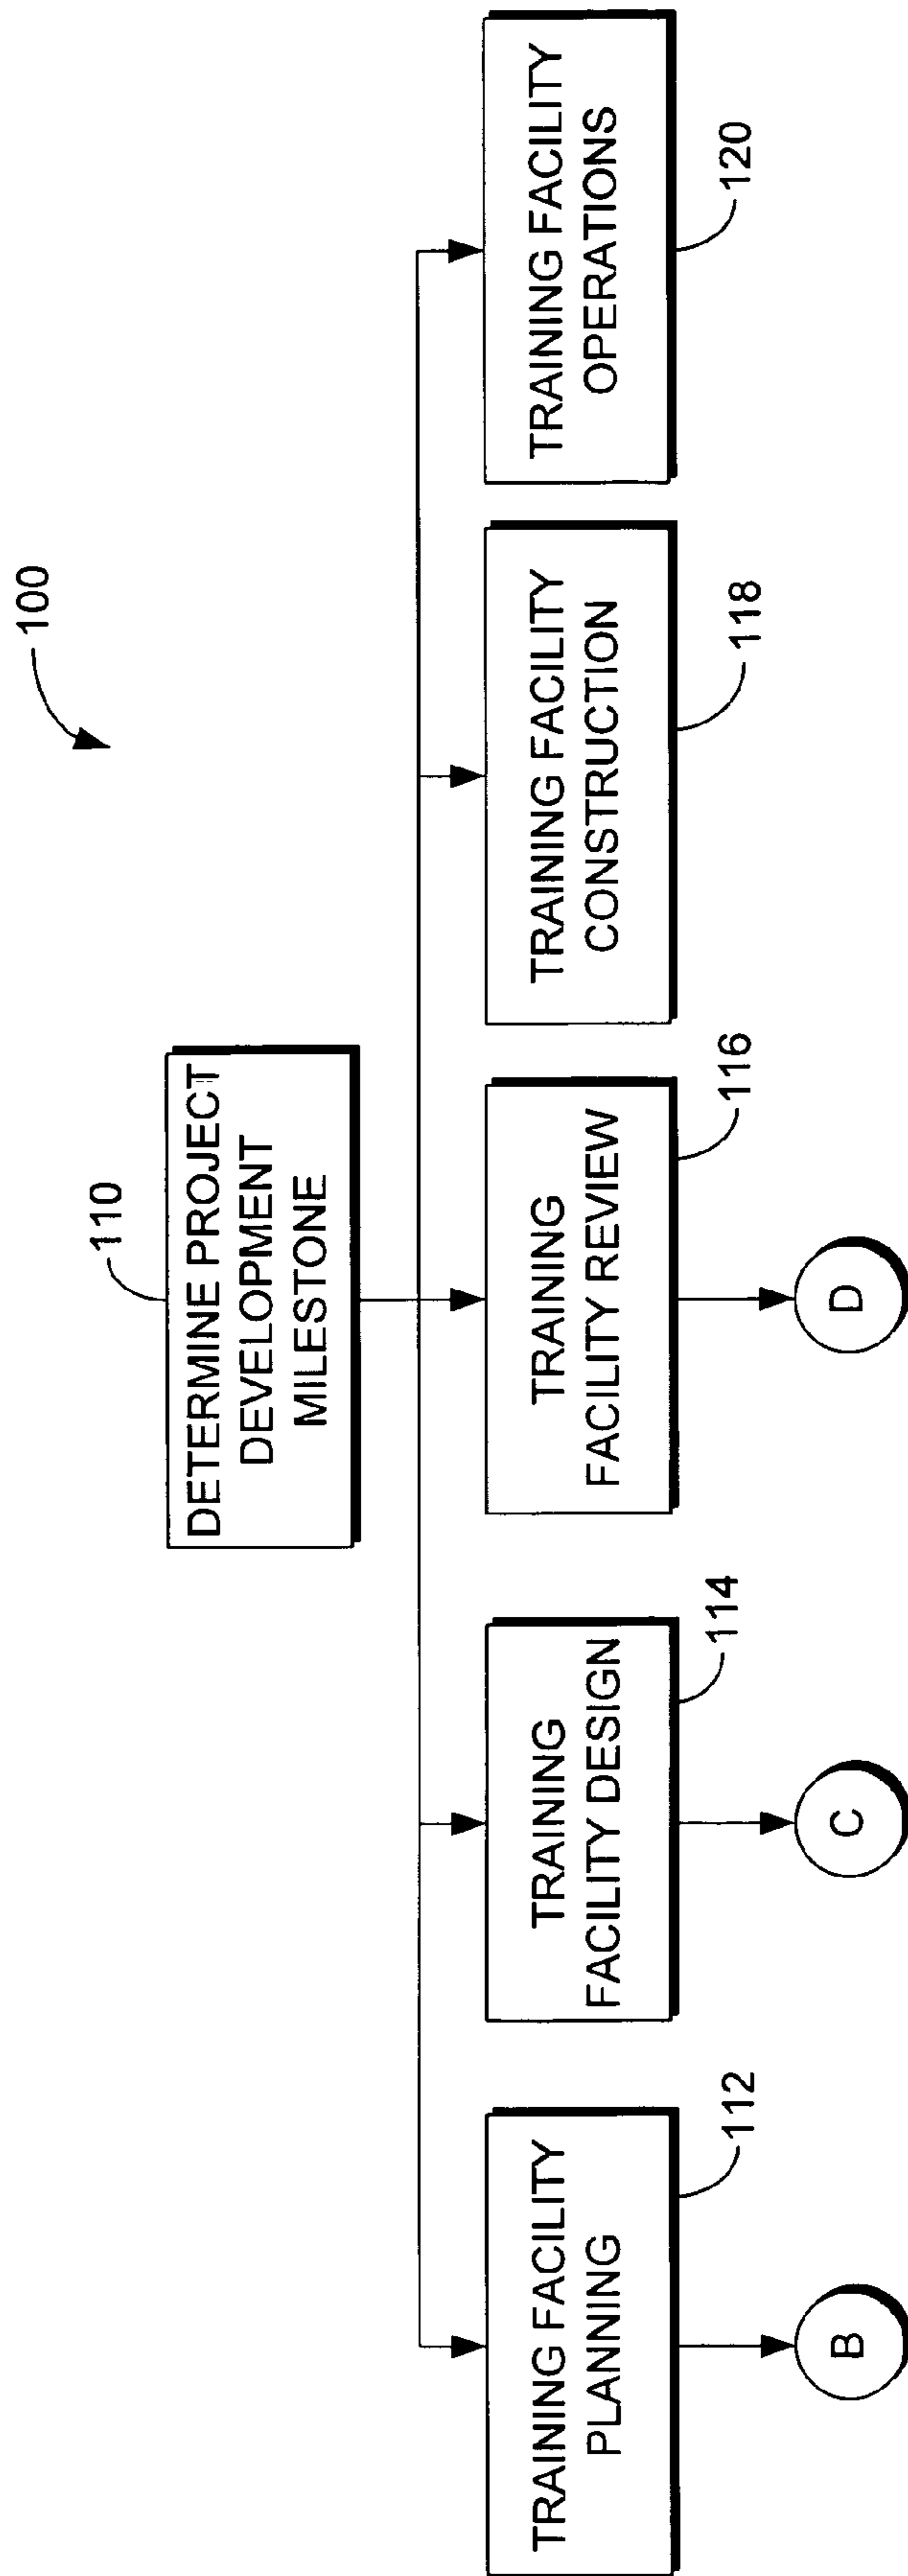 100
110
DETERMINE PROJECT
DEVELOPMENT
MILESTONE
TRAINING FACILITY
PLANNING
112
B
TRAINING
FACILITY DESIGN
114
C
TRAINING
FACILITY REVIEW
116
D
TRAINING FACILITY
CONSTRUCTION
118
TRAINING FACILITY
OPERATIONS
120